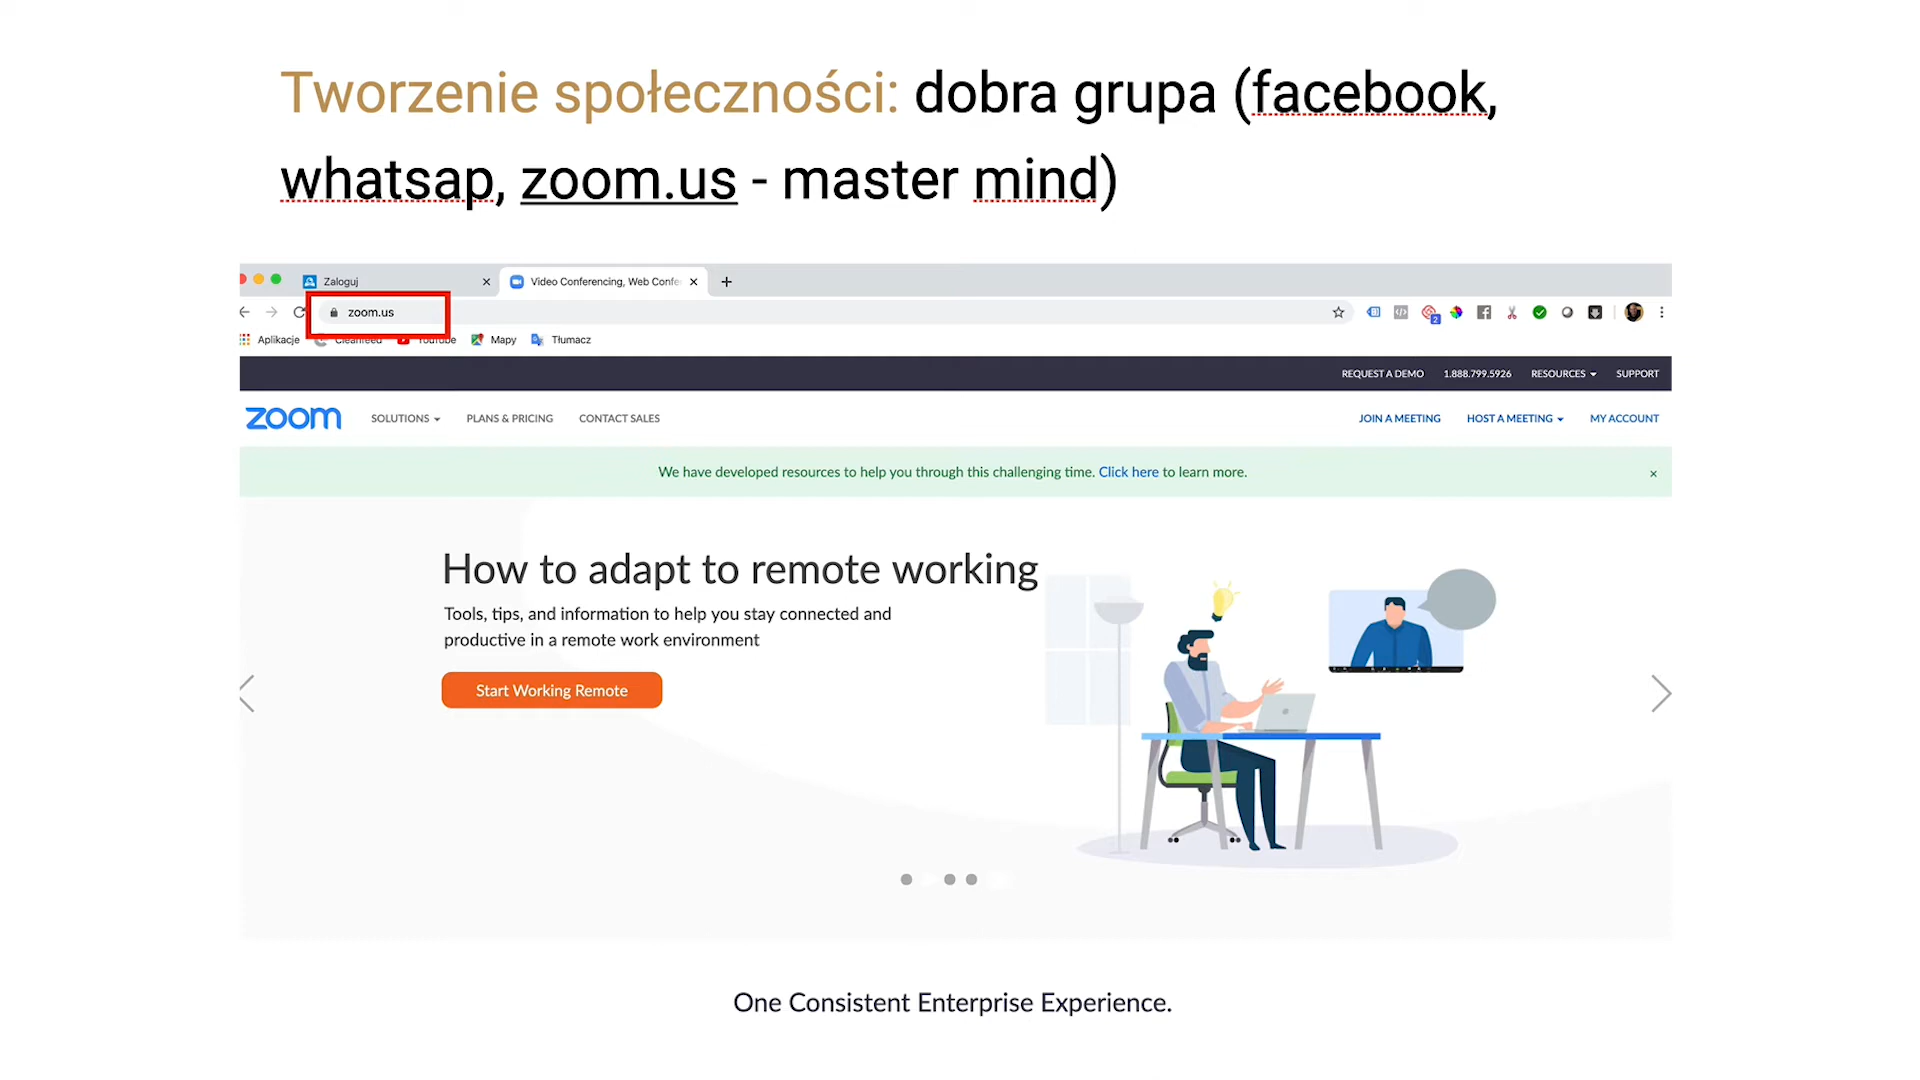 Tworzenie społeczności: dobra grupa (facebook,
whatsap, zoom.us - master mind)
Zaloguj
Video Conferencing, Web Confe
zoom.us
2
Aplikacje Cleanfeed YouTube Mapy Tłumacz
REQUEST A DEMO 1.888.799.5926 RESOURCES SUPPORT
zoom SOLUTIONS PLANS & PRICING CONTACT SALES JOIN A MEETING HOST A MEETING MY ACCOUNT
We have developed resources to help you through this challenging time. Click here to learn more.
How to adapt to remote working
Tools, tips, and information to help you stay connected and
productive in a remote work environment
Start Working Remote
One Consistent Enterprise Experience.